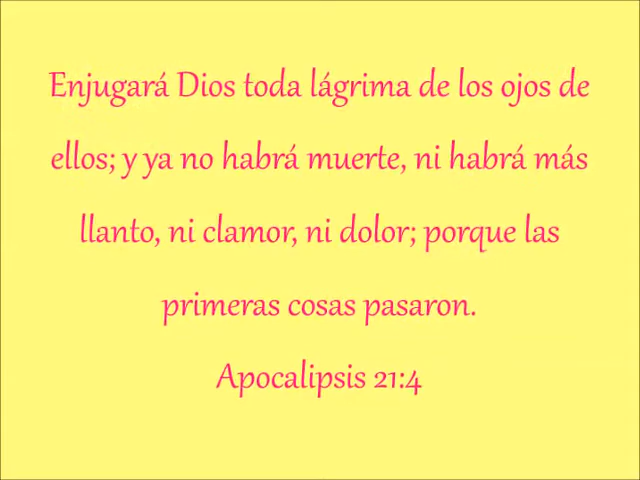 Enjugará Dios toda lágrima de los ojos de
ellos; y ya no habrá muerte, ni habrá más
llanto, ni clamor, ni dolor; porque las
primeras cosas pasaron.
Apocalipsis 21:4